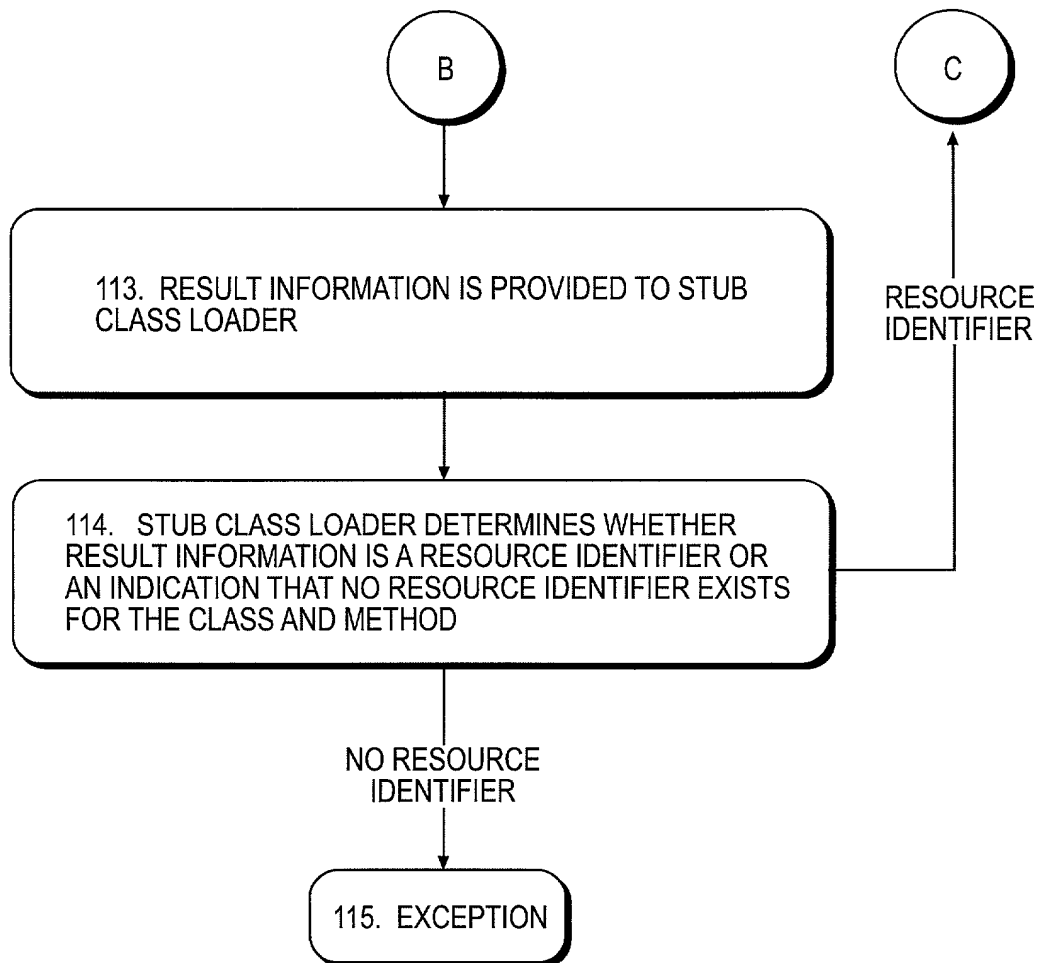 B
C
113. RESULT INFORMATION IS PROVIDED TO STUB
CLASS LOADER
RESOURCE
IDENTIFIER
114. STUB CLASS LOADER DETERMINES WHETHER
RESULT INFORMATION IS A RESOURCE IDENTIFIER OR
AN INDICATION THAT NO RESOURCE IDENTIFIER EXISTS
FOR THE CLASS AND METHOD
NO RESOURCE
IDENTIFIER
115. EXCEPTION